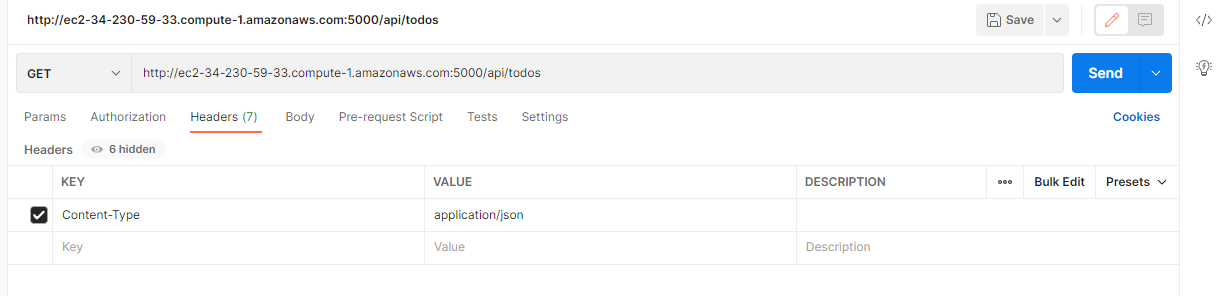 http://ec2-34-230-59-33.compute-1.amazonaws.com:5000/api/todos
Save
GET
http://ec2-34-230-59-33.compute-1.amazonaws.com:5000/api/todos
Send
Params Authorization Headers (7) Body Pre-request Script Tests Settings Cookies
Headers 6 hidden
KEY VALUE DESCRIPTION Bulk Edit Presets
Content-Type application/json
Key Value Description